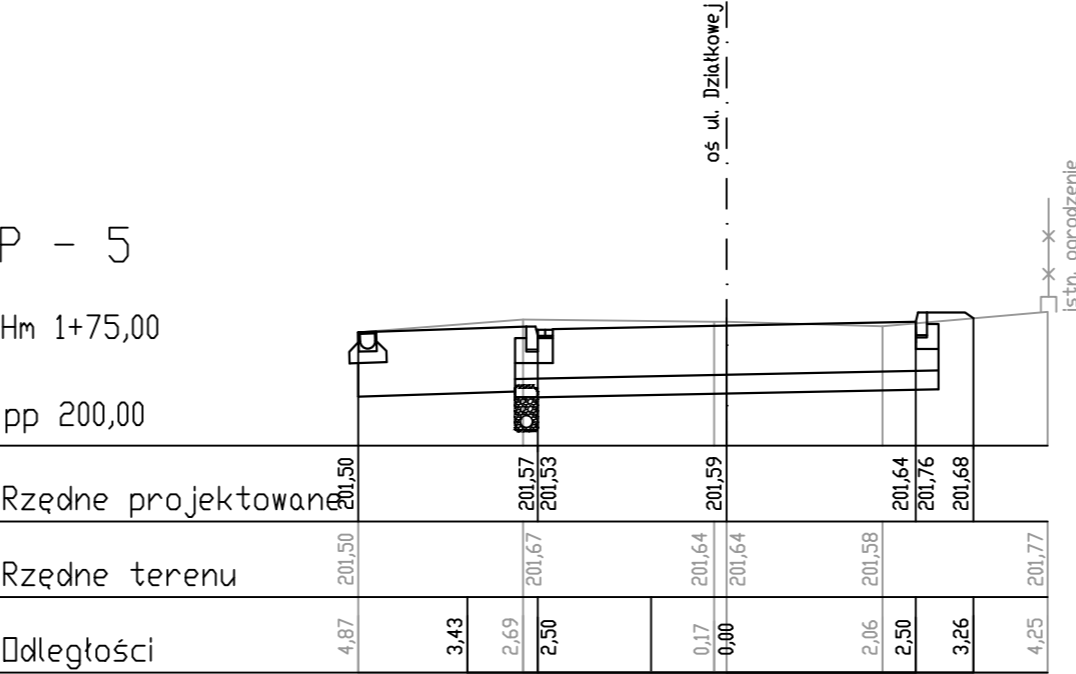 oś ul. Działkowej
istn. ogrodzenie
P - 5
Hm 1+75,00
pp 200,00
Rzędne projektowane 201,50 201,57 201,53 201,59 201,64 201,76 201,68
Rzędne terenu 201,50 201,67 201,64 201,64 201,58 201,77
Odległości 4,87 3,43 2,69 2,50 0,17 0,00 2,06 2,50 3,26 4,25